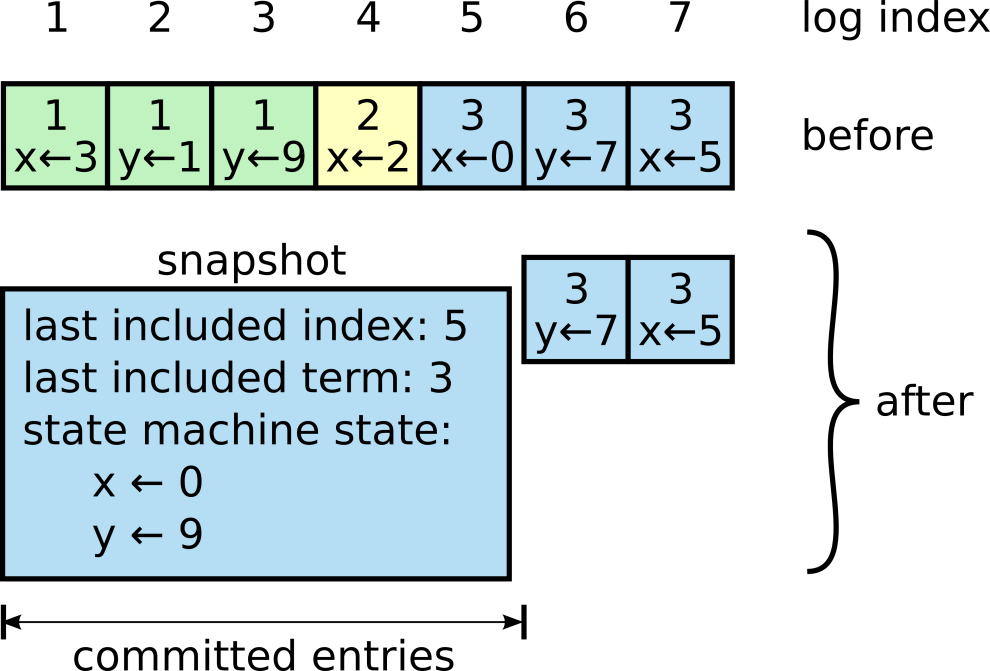 1 2 3 4 5 6 7 log index
1 1 1 2 3 3 3
x←3 y←1 y←9 x←2 x←0 y←7 x←5
before
snapshot
last included index: 5
last included term: 3
state machine state:
x ← 0
y ← 9
3 3
y←7 x←5
after
committed entries